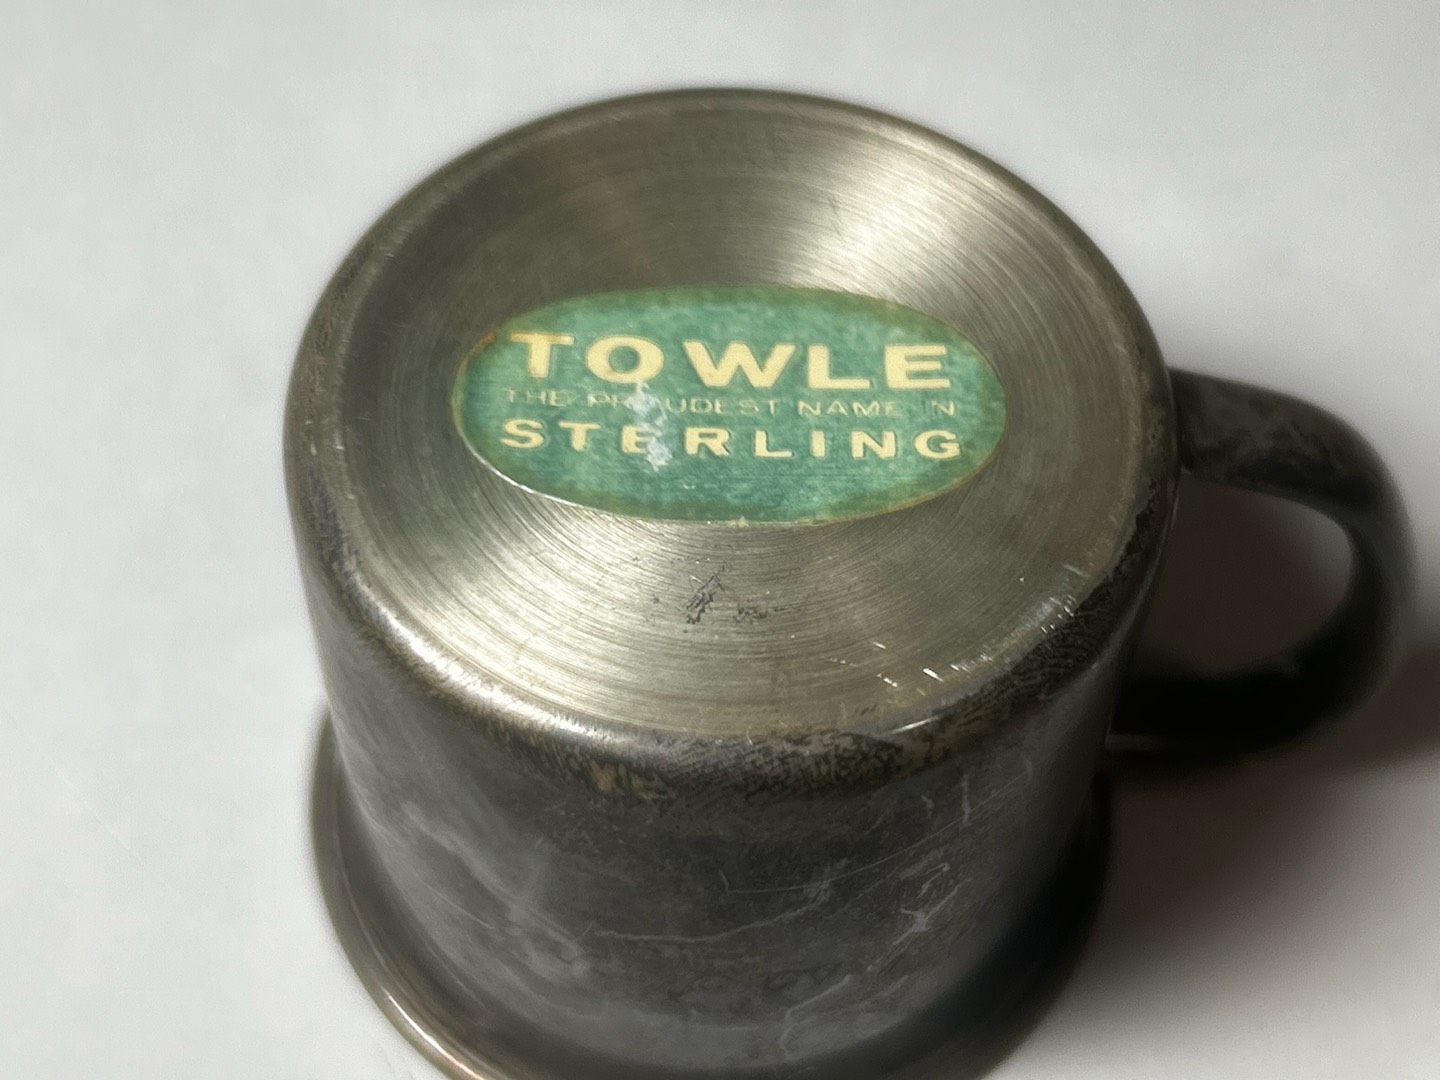 TOWLE
THE PROUDEST NAME IN
STERLING